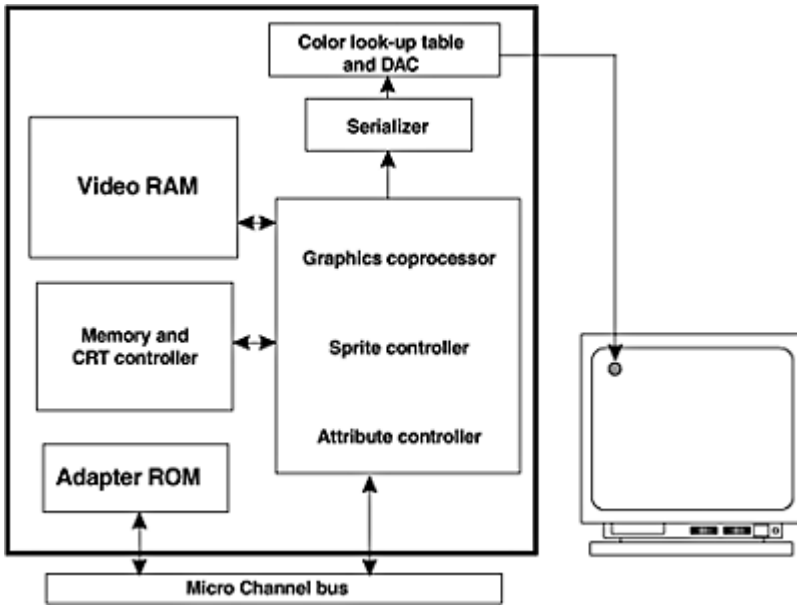 Color look-up table
and DAC
Serializer
Video RAM
Graphics coprocessor
Memory and
CRT controller
Sprite controller
Attribute controller
Adapter ROM
Micro Channel bus